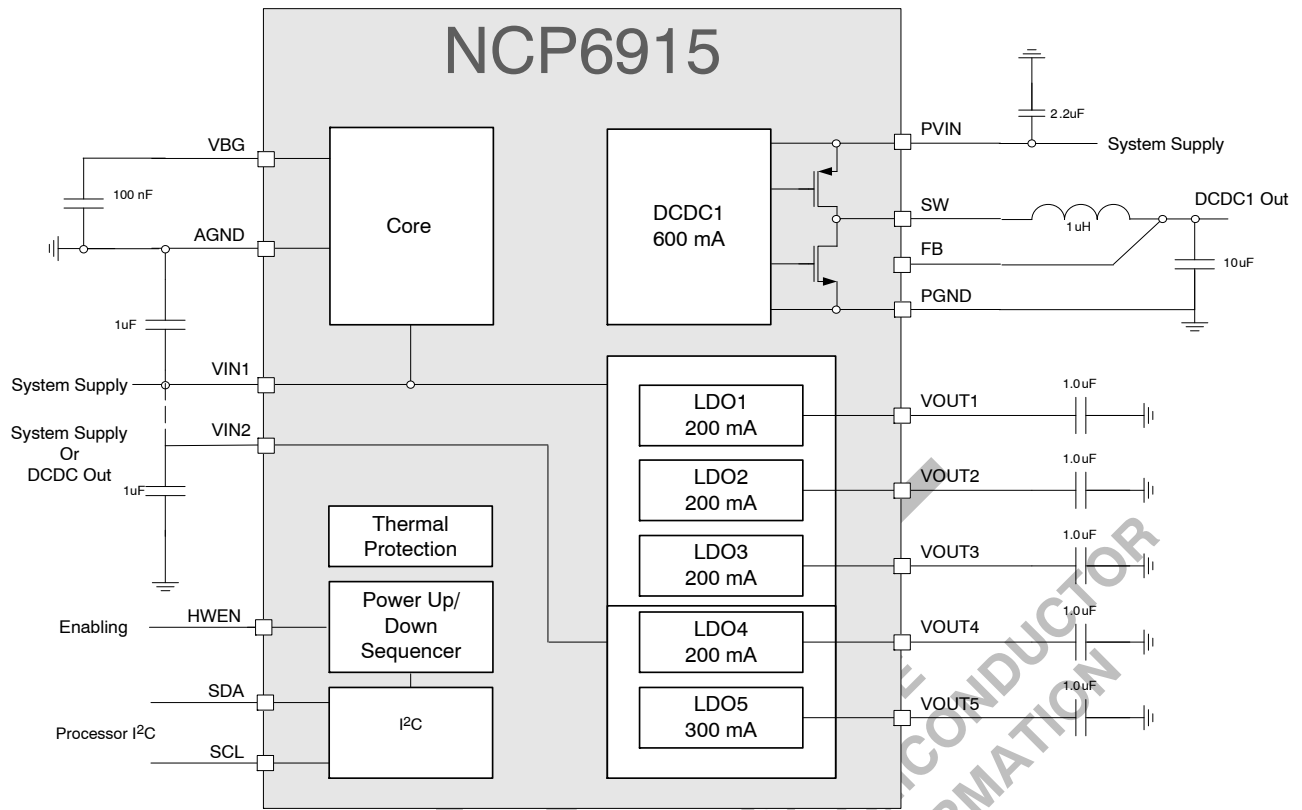 NCP6915
VBG
100 nF
AGND
1uF
System Supply
VIN1
System Supply
Or
DCDC Out
VIN2
1uF
Enabling
HWEN
SDA
Processor I²C
SCL
Core
Thermal
Protection
Power Up/
Down
Sequencer
I²C
DCDC1
600 mA
PVIN
2.2uF
System Supply
SW
1uH
DCDC1 Out
FB
10uF
PGND
LDO1
200 mA
VOUT1
1.0uF
LDO2
200 mA
VOUT2
1.0uF
LDO3
200 mA
VOUT3
1.0uF
LDO4
200 mA
VOUT4
1.0uF
LDO5
300 mA
VOUT5
1.0uF